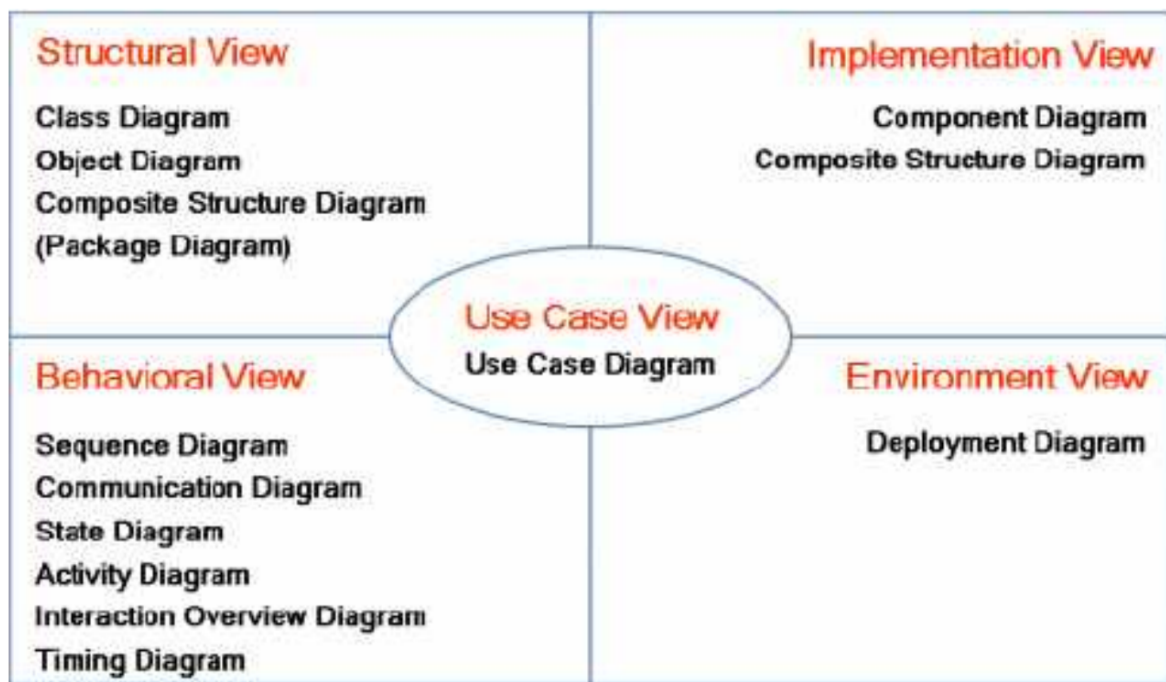 Structural View
Class Diagram
Object Diagram
Composite Structure Diagram
(Package Diagram)
Implementation View
Component Diagram
Composite Structure Diagram
Use Case View
Use Case Diagram
Behavioral View
Sequence Diagram
Communication Diagram
State Diagram
Activity Diagram
Interaction Overview Diagram
Timing Diagram
Environment View
Deployment Diagram